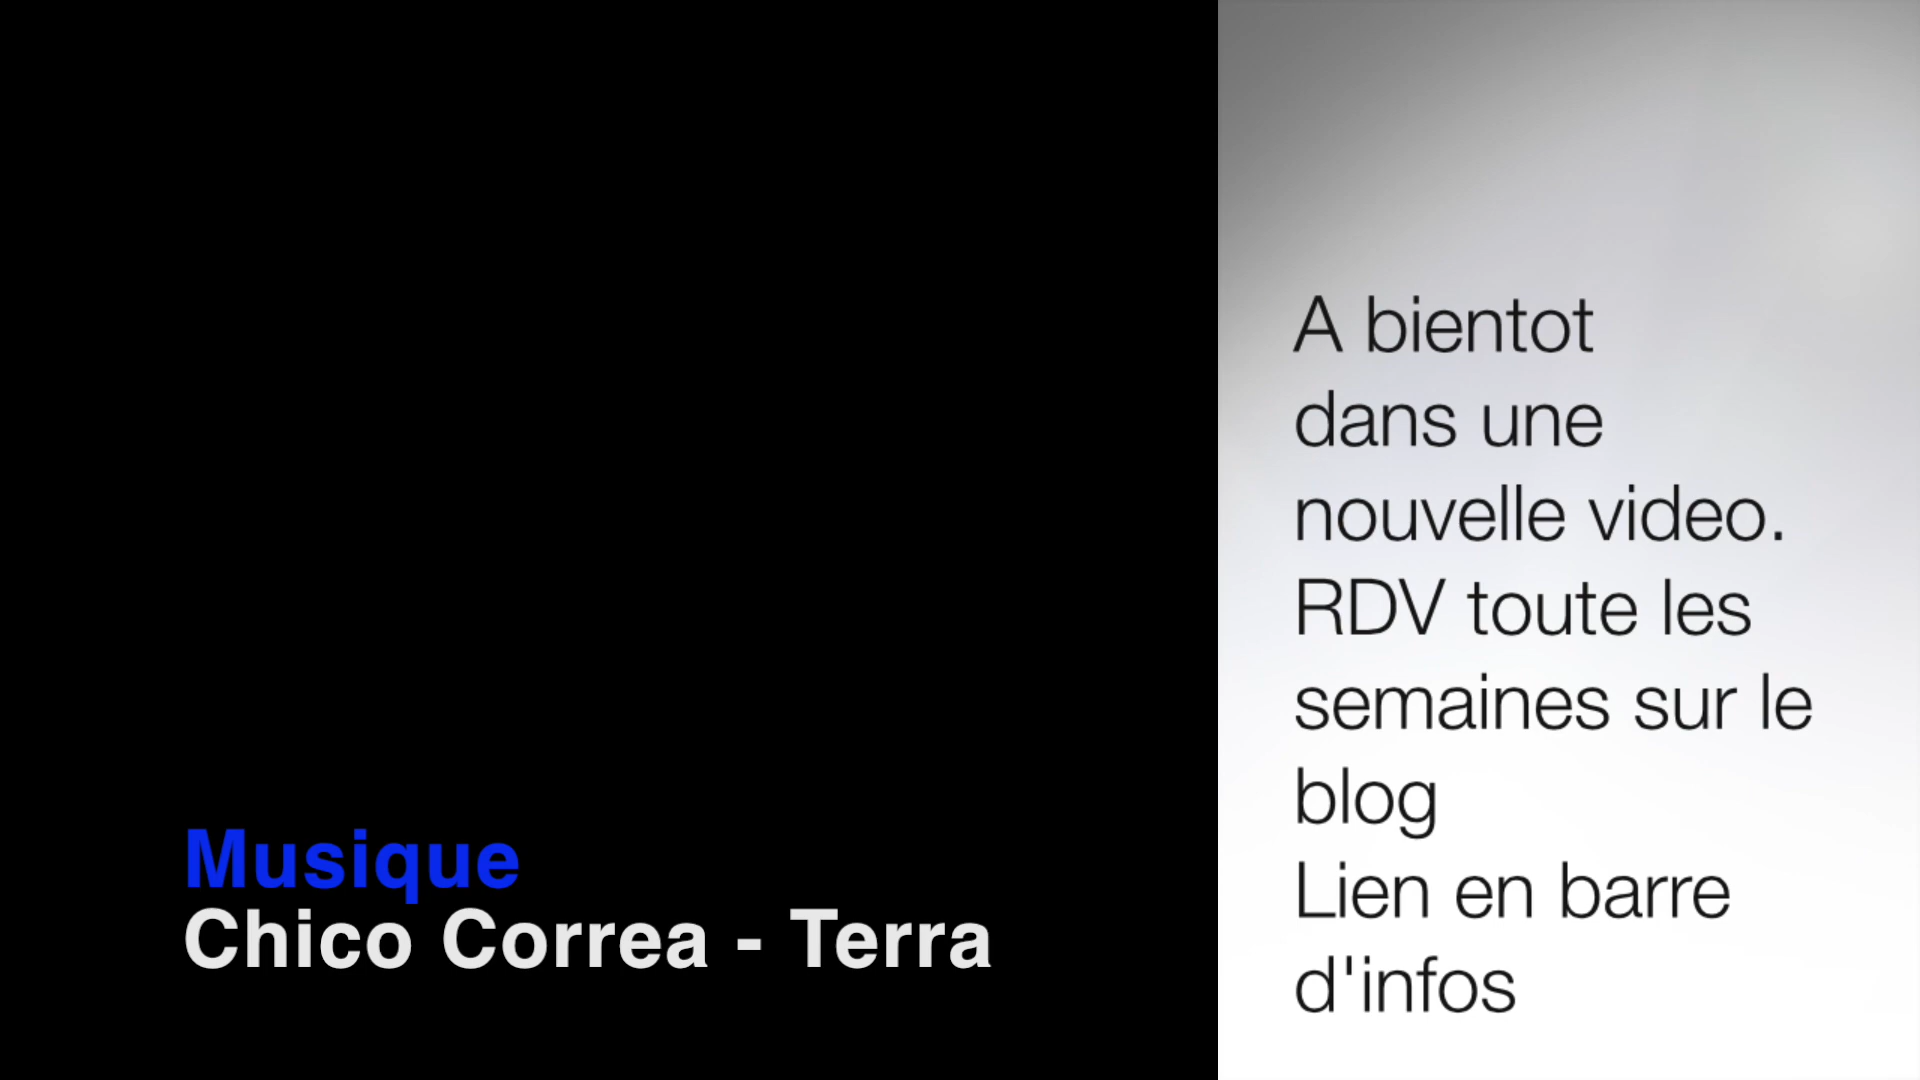 Musique
Chico Correa - Terra
A bientot
dans une
nouvelle video.
RDV toute les
semaines sur le
blog
Lien en barre
d'infos